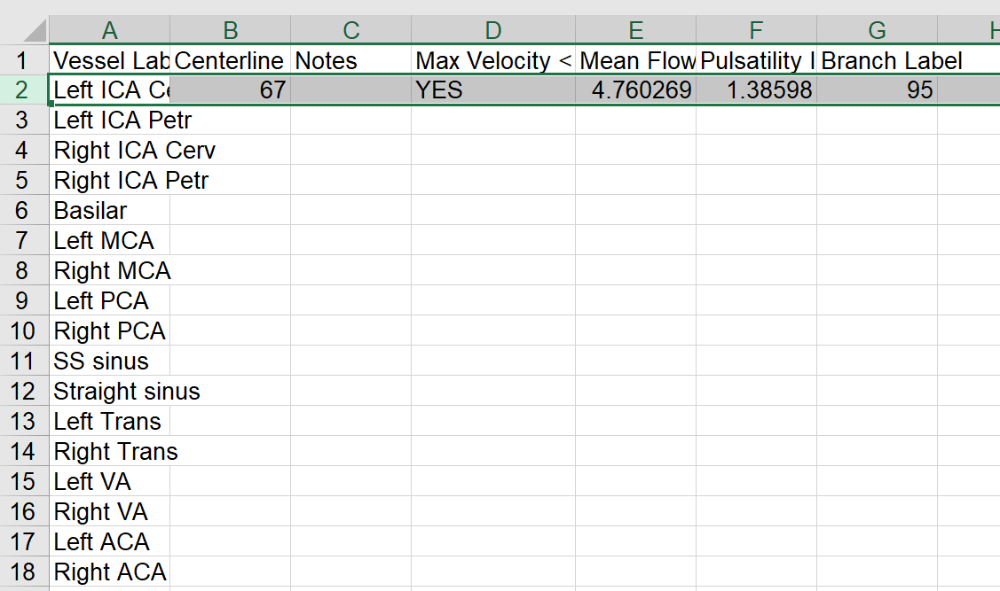 A B C D E F G H
1 Vessel Lab Centerline Notes Max Velocity < Mean Flow Pulsatility I Branch Label
2 Left ICA Ce 67 YES 4.760269 1.38598 95
3 Left ICA Petr
4 Right ICA Cerv
5 Right ICA Petr
6 Basilar
7 Left MCA
8 Right MCA
9 Left PCA
10 Right PCA
11 SS sinus
12 Straight sinus
13 Left Trans
14 Right Trans
15 Left VA
16 Right VA
17 Left ACA
18 Right ACA